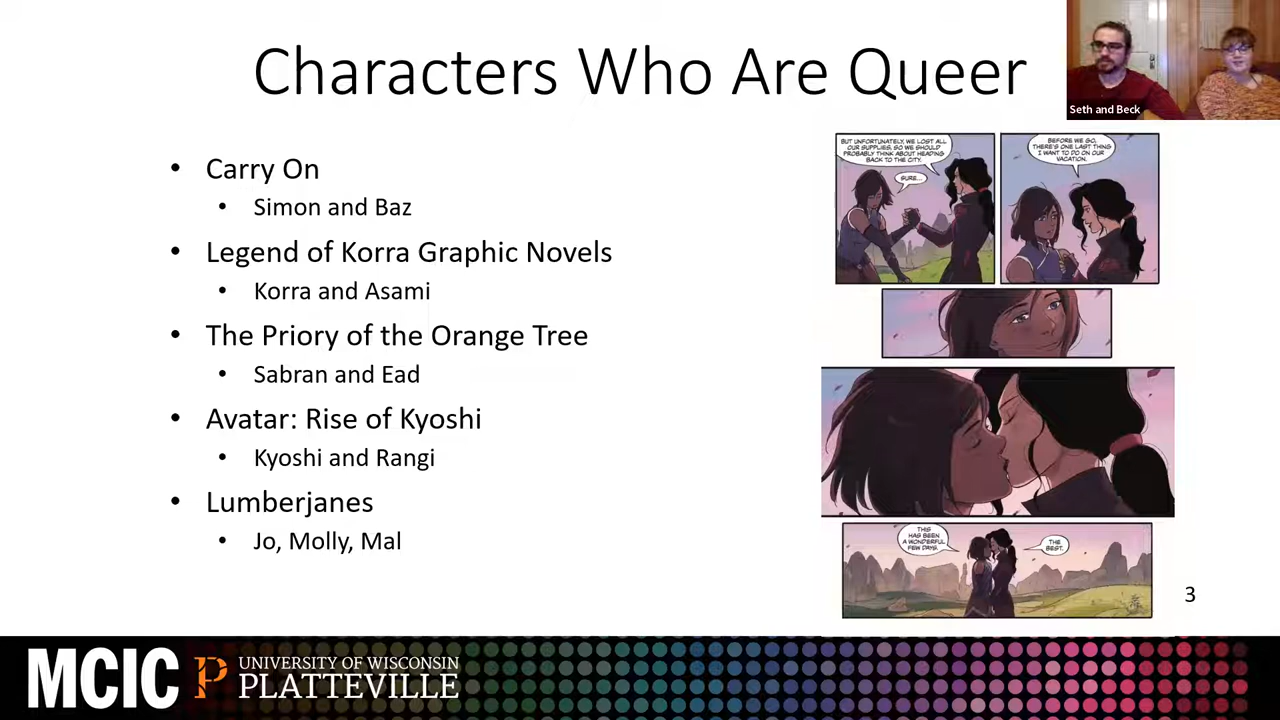 Characters Who Are Queer
Seth and Beck
• Carry On
• Simon and Baz
• Legend of Korra Graphic Novels
• Korra and Asami
• The Priory of the Orange Tree
• Sabran and Ead
• Avatar: Rise of Kyoshi
• Kyoshi and Rangi
• Lumberjanes
• Jo, Molly, Mal
BUT UNFORTUNATELY, WE LOST ALL
OUR SUPPLIES, SO WE SHOULD
PROBABLY THINK ABOUT HEADING
BACK TO THE CITY.
SURE...
BEFORE WE GO,
THERE'S ONE LAST THING
I WANT TO DO ON OUR
VACATION.
THIS
HAS BEEN
A WONDERFUL
FEW DAYS.
THE
BEST.
3
MCIC
P
UNIVERSITY OF WISCONSIN
PLATTEVILLE